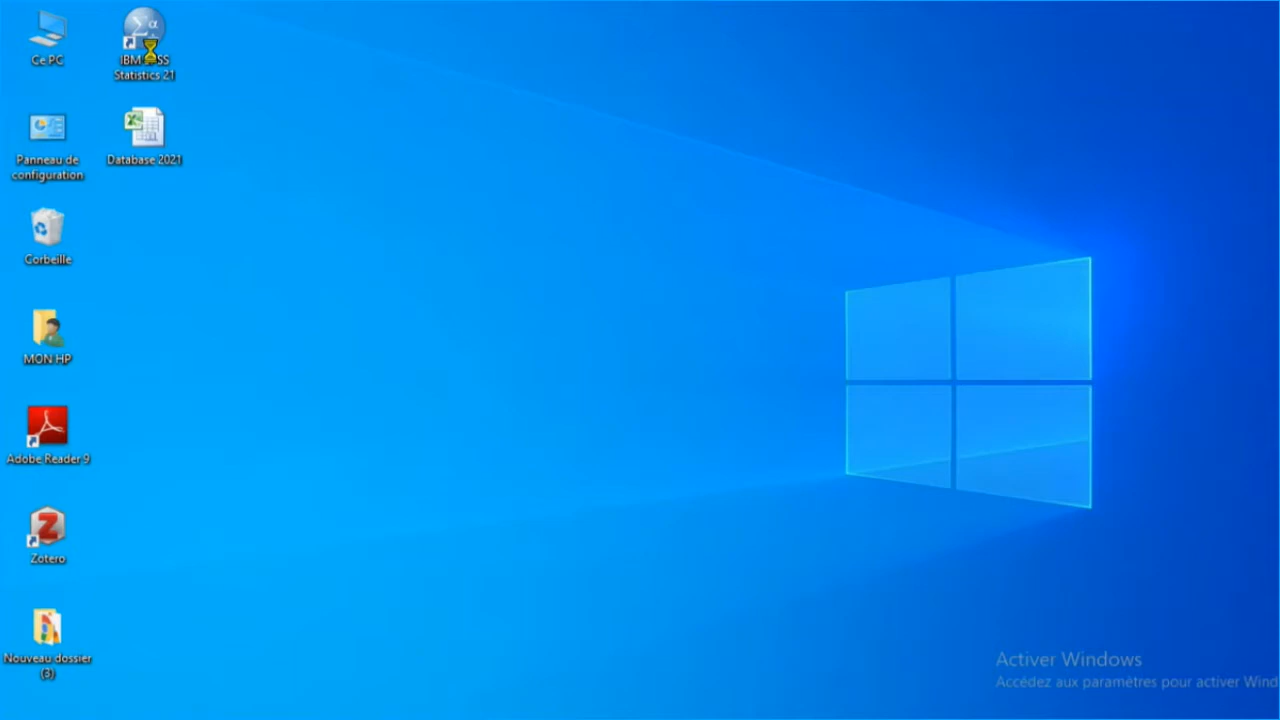 Ce PC
IBM SPSS
Statistics 21
Panneau de
configuration
Database 2021
Corbeille
MON HP
Adobe Reader 9
Zotero
Nouveau dossier
(3)
Activer Windows
Accédez aux paramètres pour activer Wind